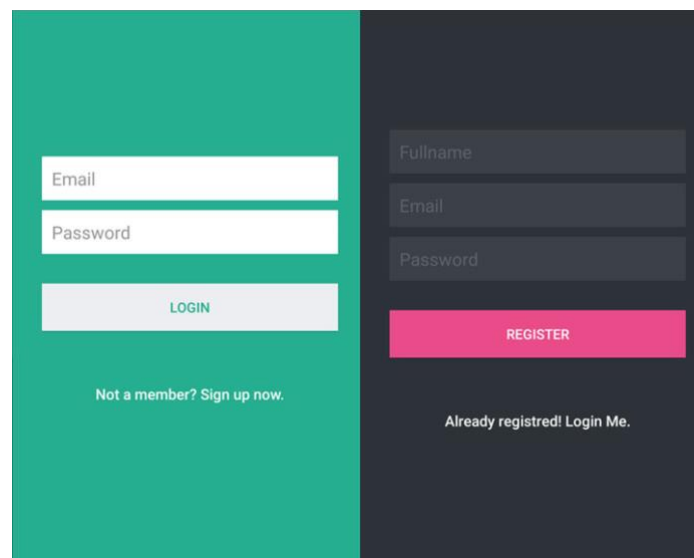 Email
Password
LOGIN
Not a member? Sign up now.
Fullname
Email
Password
REGISTER
Already registred! Login Me.